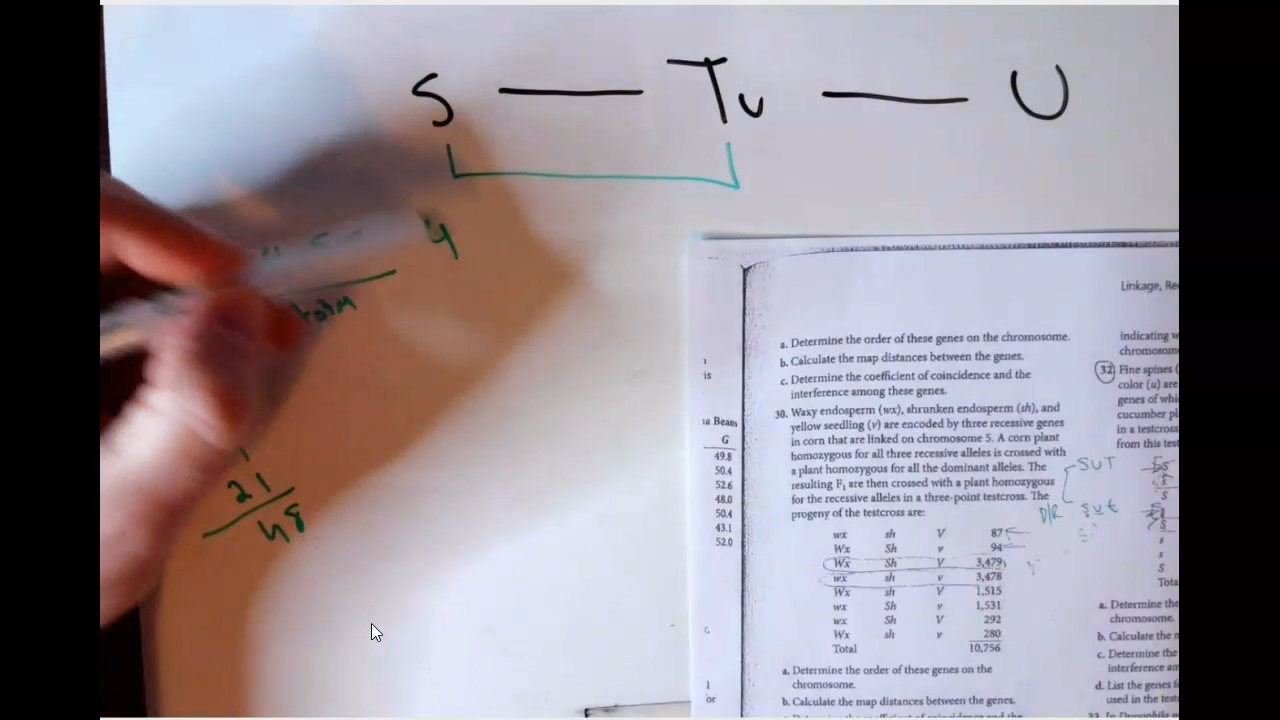 S — Tu — U
4
total
21
48
Linkage, Re
a. Determine the order of these genes on the chromosome.
b. Calculate the map distances between the genes.
c. Determine the coefficient of coincidence and the
interference among these genes.
30. Waxy endosperm (wx), shrunken endosperm (sh), and
yellow seedling (v) are encoded by three recessive genes
in corn that are linked on chromosome 5. A corn plant
homozygous for all three recessive alleles is crossed with
a plant homozygous for all the dominant alleles. The
resulting F1 are then crossed with a plant homozygous
for the recessive alleles in a three-point testcross. The
progeny of the testcross are:
wx sh V 87
Wx Sh v 94
Wx Sh V 3,479
wx sh v 3,478
Wx sh V 1,515
wx Sh v 1,531
wx Sh V 292
Wx sh v 280
Total 10,756
a. Determine the order of these genes on the
chromosome.
b. Calculate the map distances between the genes.
is
Beans
G
49.8
50.4
52.6
48.0
50.4
43.1
52.0
or
SUT
D/R sut
indicating w
chromosom
32 Fine spines (
color (u) are
genes of whi
cucumber pl
in a testcross
from this test
s
s
s
S
Tota
a. Determine the
chromosome.
b. Calculate the
c. Determine the
interference am
d. List the genes
used in the test